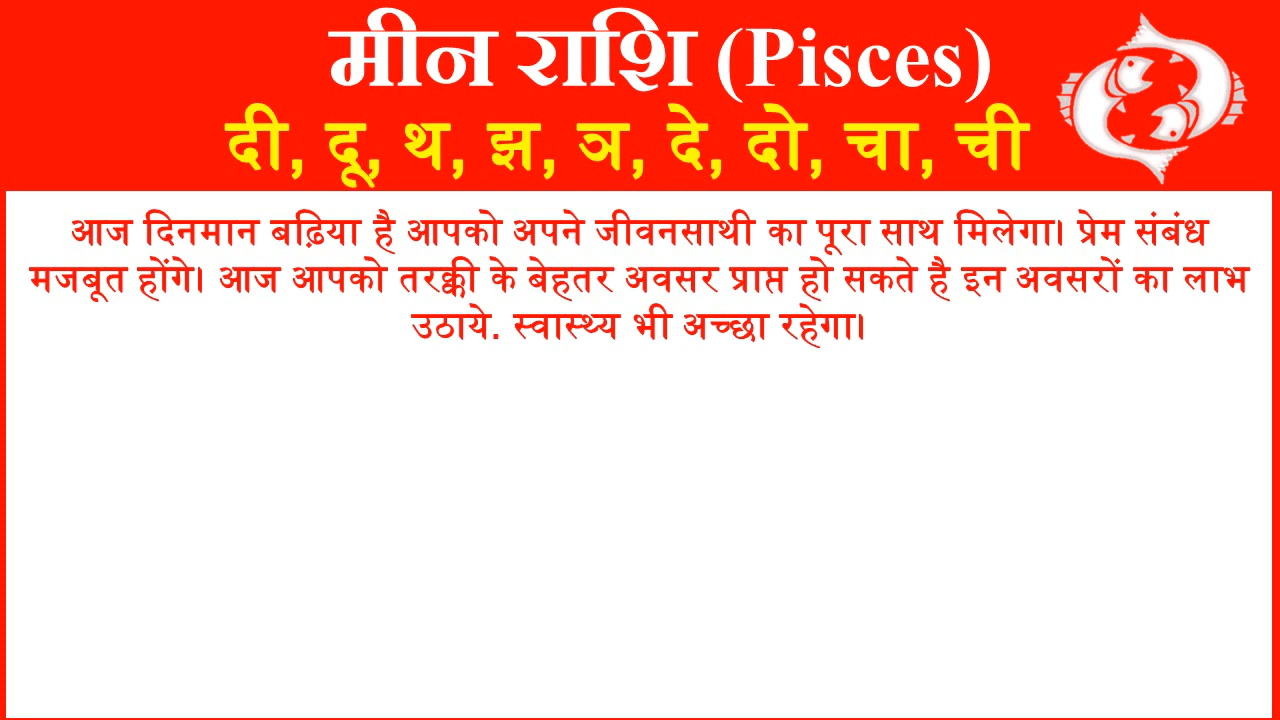 मीन राशि (Pisces)
दी, दू, थ, झ, ञ, दे, दो, चा, ची
आज दिनमान बढ़िया है आपको अपने जीवनसाथी का पूरा साथ मिलेगा। प्रेम संबंध
मजबूत होंगे। आज आपको तरक्की के बेहतर अवसर प्राप्त हो सकते है इन अवसरों का लाभ
उठाये. स्वास्थ्य भी अच्छा रहेगा।